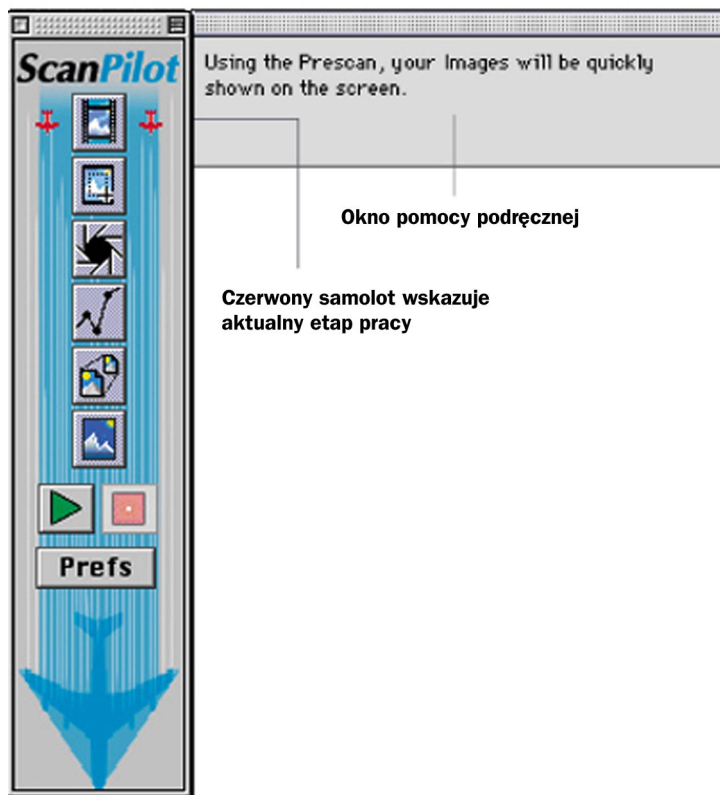 ScanPilot
Using the Prescan, your Images will be quickly
shown on the screen.
Okno pomocy podręcznej
Czerwony samolot wskazuje
aktualny etap pracy
Prefs